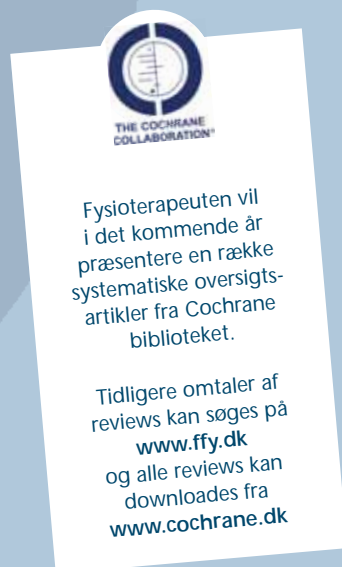 THE COCHRANE
COLLABORATION®
Fysioterapeuten vil
i det kommende år
præsentere en række
systematiske oversigts-
artikler fra Cochrane
biblioteket.
Tidligere omtaler af
reviews kan søges på
www.ffy.dk
og alle reviews kan
downloades fra
www.cochrane.dk